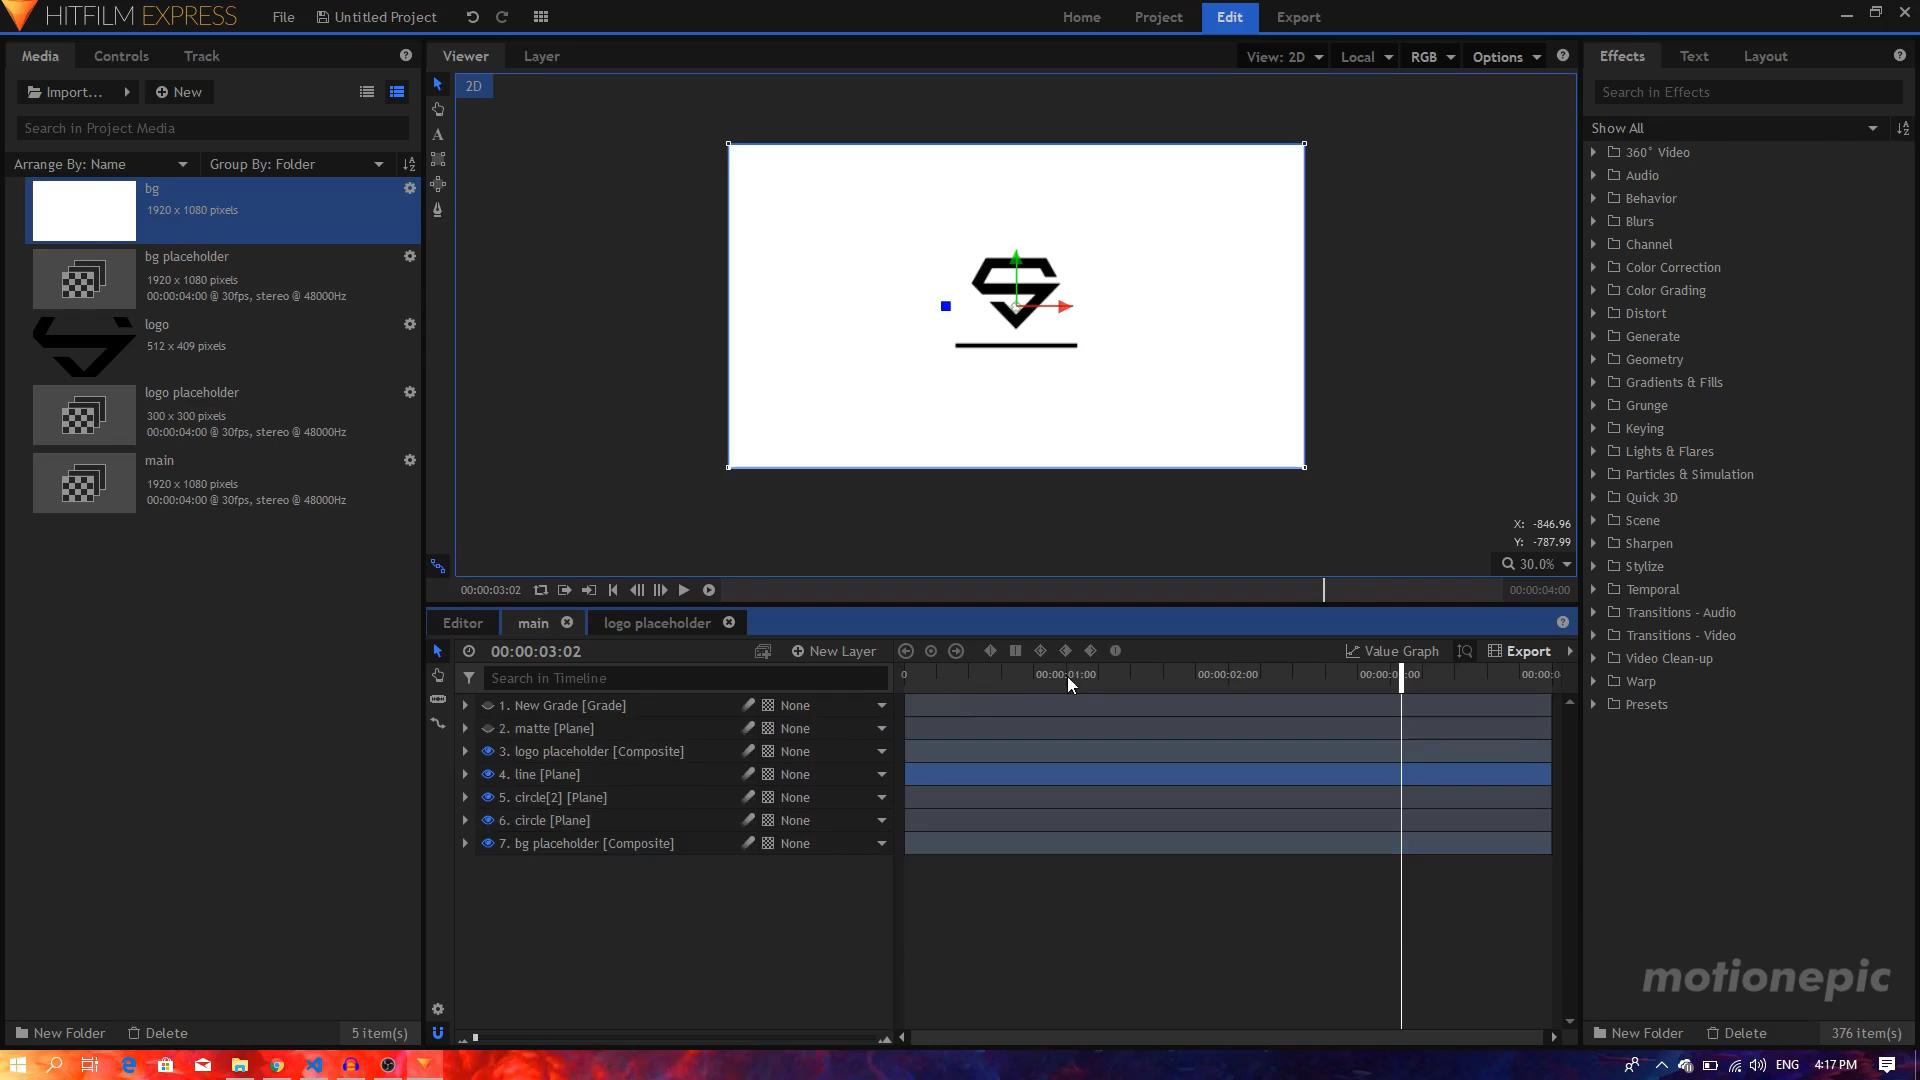 HITFILM EXPRESS
File
Untitled Project
Home
Project
Edit
Export
Media
Controls
Track
Import...
New
Search in Project Media
Arrange By: Name
Group By: Folder
bg
1920 x 1080 pixels
bg placeholder
1920 x 1080 pixels
00:00:04:00 @ 30fps, stereo @ 48000Hz
logo
512 x 409 pixels
logo placeholder
300 x 300 pixels
00:00:04:00 @ 30fps, stereo @ 48000Hz
main
1920 x 1080 pixels
00:00:04:00 @ 30fps, stereo @ 48000Hz
New Folder
Delete
5 item(s)
Viewer
Layer
View: 2D
Local
RGB
Options
2D
X: -846.96
Y: -787.99
30.0%
00:00:03:02
00:00:04:00
Editor
main
logo placeholder
00:00:03:02
New Layer
Value Graph
Export
Search in Timeline
0
00:00:01:00
00:00:02:00
1. New Grade [Grade]
None
2. matte [Plane]
None
3. logo placeholder [Composite]
None
4. line [Plane]
None
5. circle[2] [Plane]
None
6. circle [Plane]
None
7. bg placeholder [Composite]
None
Effects
Text
Layout
Search in Effects
Show All
360° Video
Audio
Behavior
Blurs
Channel
Color Correction
Color Grading
Distort
Generate
Geometry
Gradients & Fills
Grunge
Keying
Lights & Flares
Particles & Simulation
Quick 3D
Scene
Sharpen
Stylize
Temporal
Transitions - Audio
Transitions - Video
Video Clean-up
Warp
Presets
motionepic
New Folder
Delete
376 item(s)
ENG
4:17 PM